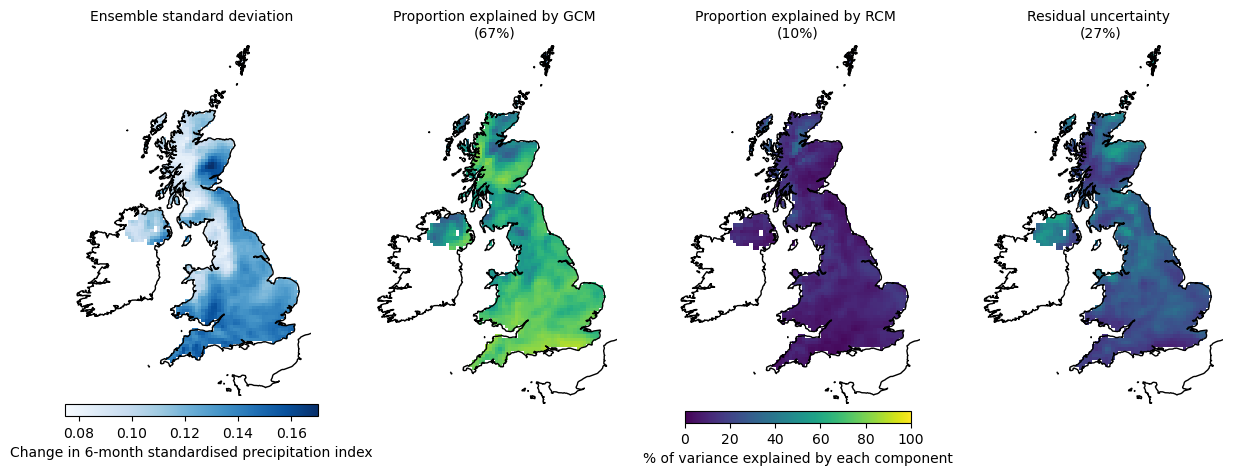 Ensemble standard deviation
Proportion explained by GCM
(67%)
Proportion explained by RCM
(10%)
Residual uncertainty
(27%)
0.08 0.10 0.12 0.14 0.16
Change in 6-month standardised precipitation index
0 20 40 60 80 100
% of variance explained by each component